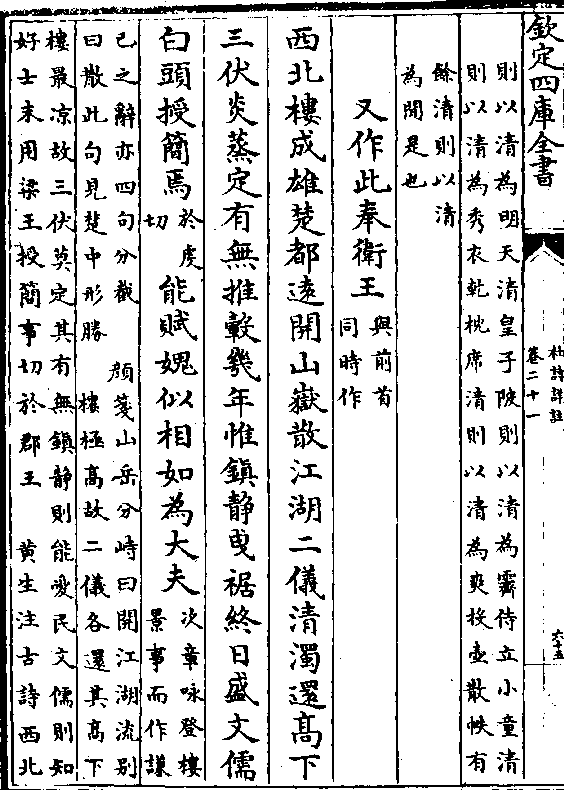 欽定四庫全書
杜詩詳註
卷二十一
六十五
則以清為明天清皇子陂則以清為霽侍立小童清
則以清為秀衣乾枕席清則以清為爽投壺散帙有
餘清則以清
為聞是也
又作此奉衛王
與前首
同時作
西北樓成雄楚都遠開山嶽散江湖二儀清濁還高下
三伏炎蒸定有無推轂幾年惟鎮静曳裾終日盛文儒
白頭授簡焉
於虔
切
能賦媿似相如為大夫
次章咏登樓
景事而作謙
已之辭亦四句分截 顔箋山岳分峙曰開江湖流别
曰散此句見楚中形勝 樓極高故二儀各還其高下
樓最凉故三伏莫定其有無鎮静則能愛民文儒則知
好士末用梁王授簡事切於郡王 黄生注古詩西北